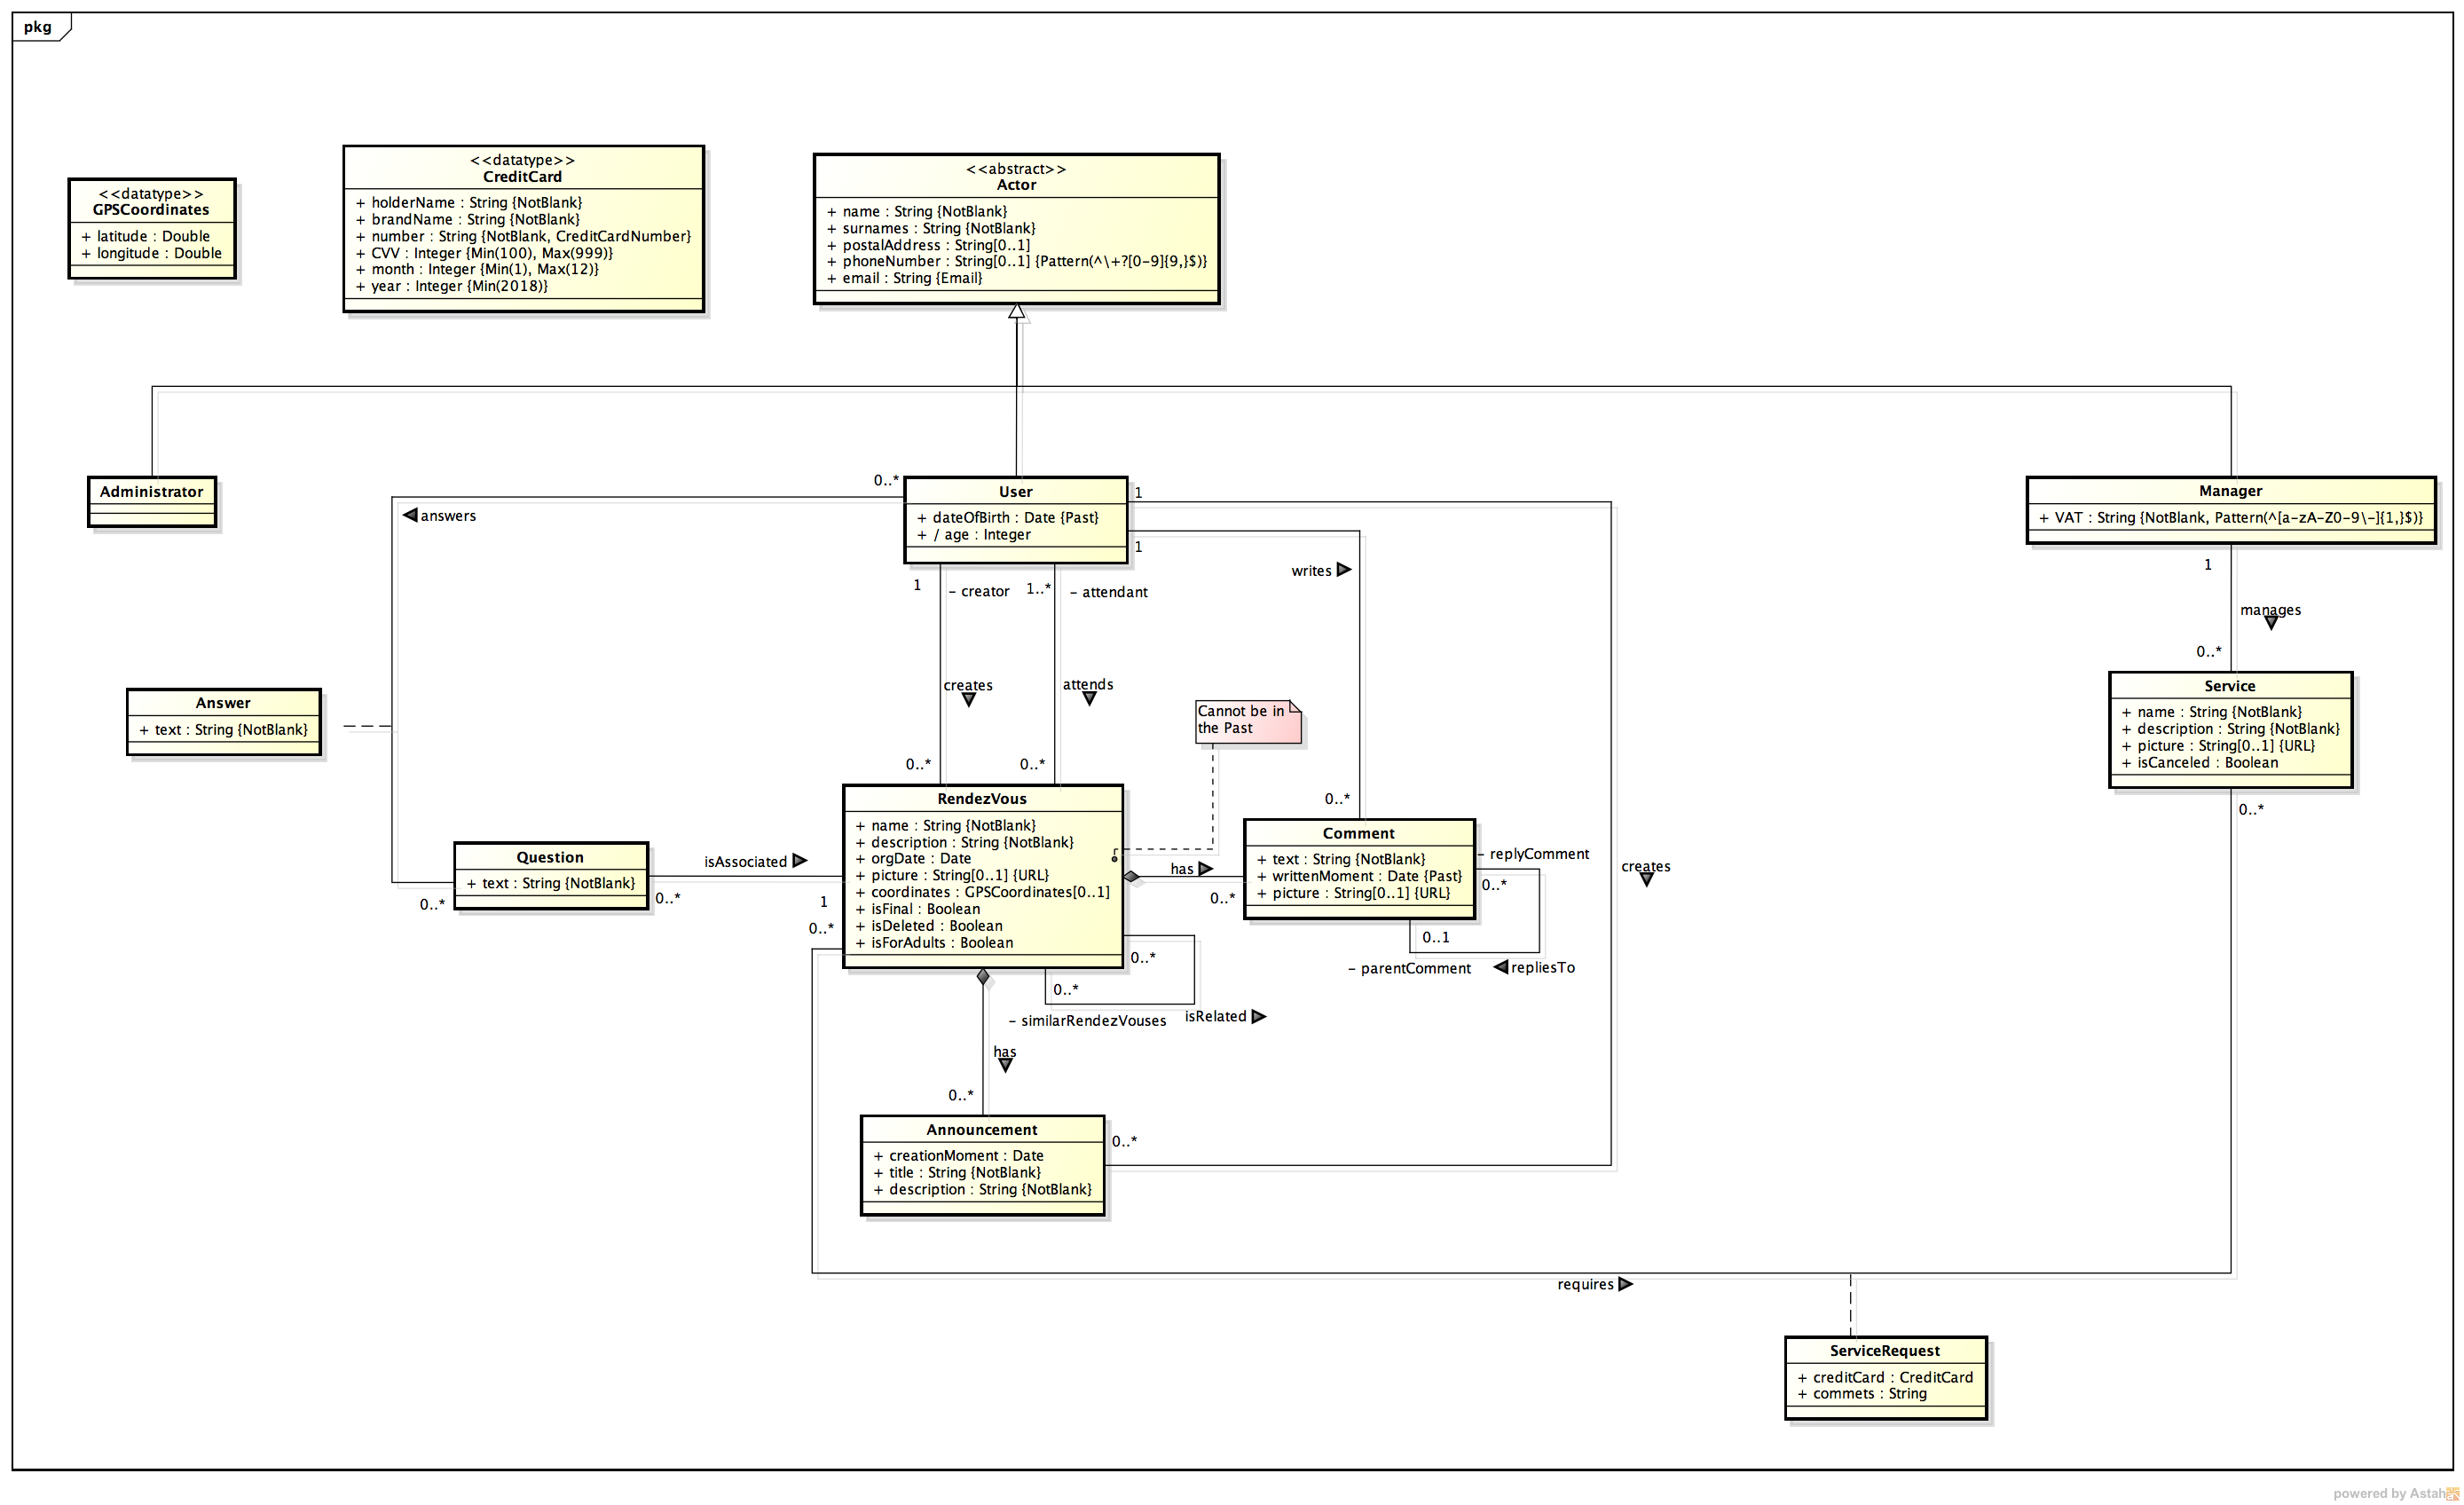 pkg
<<datatype>>
GPSCoordinates
+ latitude : Double
+ longitude : Double
<<datatype>>
CreditCard
+ holderName : String {NotBlank}
+ brandName : String {NotBlank}
+ number : String {NotBlank, CreditCardNumber}
+ CVV : Integer {Min(100), Max(999)}
+ month : Integer {Min(1), Max(12)}
+ year : Integer {Min(2018)}
<<abstract>>
Actor
+ name : String {NotBlank}
+ surnames : String {NotBlank}
+ postalAddress : String[0..1]
+ phoneNumber : String[0..1] {Pattern(^\+?[0-9]{9,}$)}
+ email : String {Email}
Administrator
0..*
User
+ dateOfBirth : Date {Past}
+ / age : Integer
1
1
Manager
+ VAT : String {NotBlank, Pattern(^[a-zA-Z0-9\-]{1,}$)}
answers
writes
1
- creator
1..*
- attendant
1
manages
0..*
creates
attends
Service
+ name : String {NotBlank}
+ description : String {NotBlank}
+ picture : String[0..1] {URL}
+ isCanceled : Boolean
0..*
Answer
+ text : String {NotBlank}
Cannot be in
the Past
0..*
0..*
0..*
RendezVous
+ name : String {NotBlank}
+ description : String {NotBlank}
+ orgDate : Date
+ picture : String[0..1] {URL}
+ coordinates : GPSCoordinates[0..1]
+ isFinal : Boolean
+ isDeleted : Boolean
+ isForAdults : Boolean
Question
+ text : String {NotBlank}
0..*
0..*
isAssociated
1
0..*
has
0..*
Comment
+ text : String {NotBlank}
+ writtenMoment : Date {Past}
+ picture : String[0..1] {URL}
- replyComment
0..*
0..1
- parentComment
repliesTo
creates
0..*
0..*
- similarRendezVouses
isRelated
has
0..*
Announcement
+ creationMoment : Date
+ title : String {NotBlank}
+ description : String {NotBlank}
0..*
requires
ServiceRequest
+ creditCard : CreditCard
+ commets : String
powered by Astah